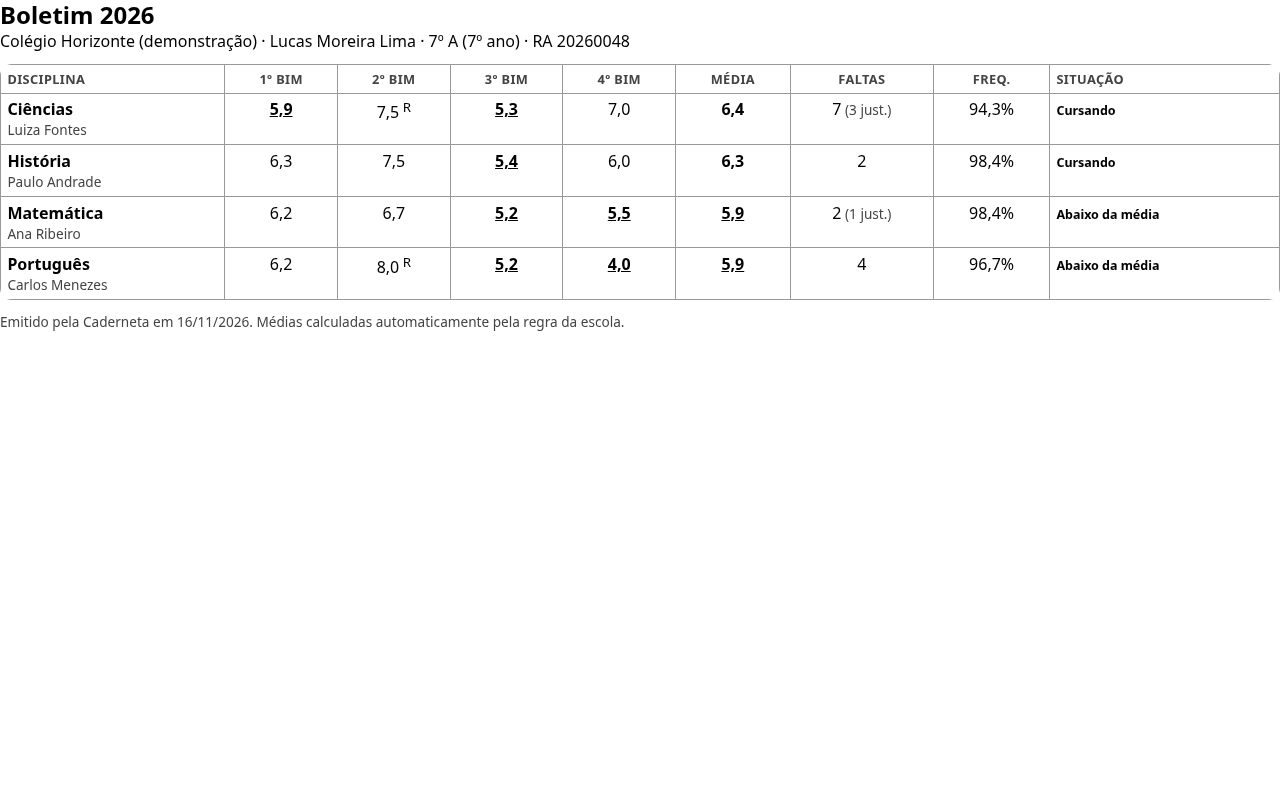 Boletim 2026
Colégio Horizonte (demonstração) · Lucas Moreira Lima · 7º A (7º ano) · RA 20260048
DISCIPLINA 1º BIM 2º BIM 3º BIM 4º BIM MÉDIA FALTAS FREQ. SITUAÇÃO
Ciências 5,9 7,5 R 5,3 7,0 6,4 7 (3 just.) 94,3% Cursando
Luiza Fontes
História 6,3 7,5 5,4 6,0 6,3 2 98,4% Cursando
Paulo Andrade
Matemática 6,2 6,7 5,2 5,5 5,9 2 (1 just.) 98,4% Abaixo da média
Ana Ribeiro
Português 6,2 8,0 R 5,2 4,0 5,9 4 96,7% Abaixo da média
Carlos Menezes
Emitido pela Caderneta em 16/11/2026. Médias calculadas automaticamente pela regra da escola.